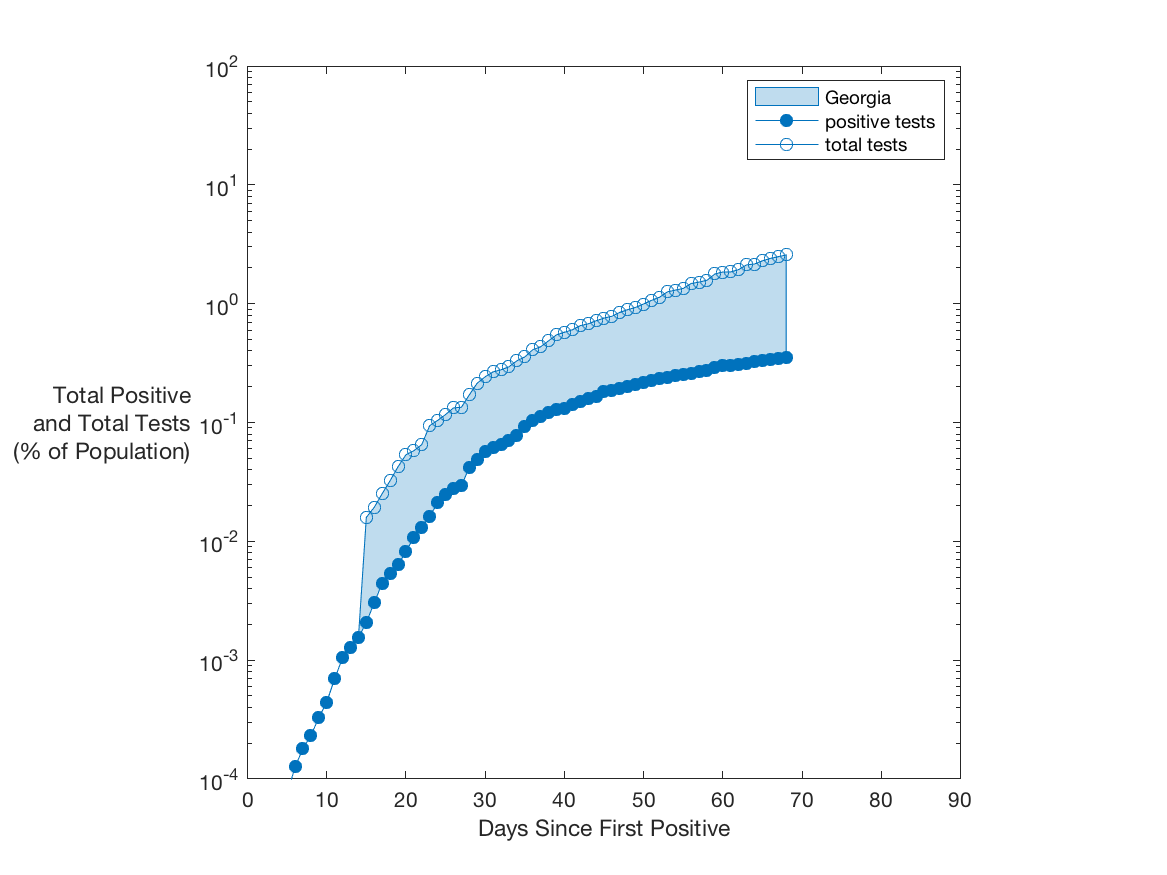 10^2
10^1
10^0
10^-1
10^-2
10^-3
10^-4
Total Positive
and Total Tests
(% of Population)
Georgia
positive tests
total tests
0 10 20 30 40 50 60 70 80 90
Days Since First Positive